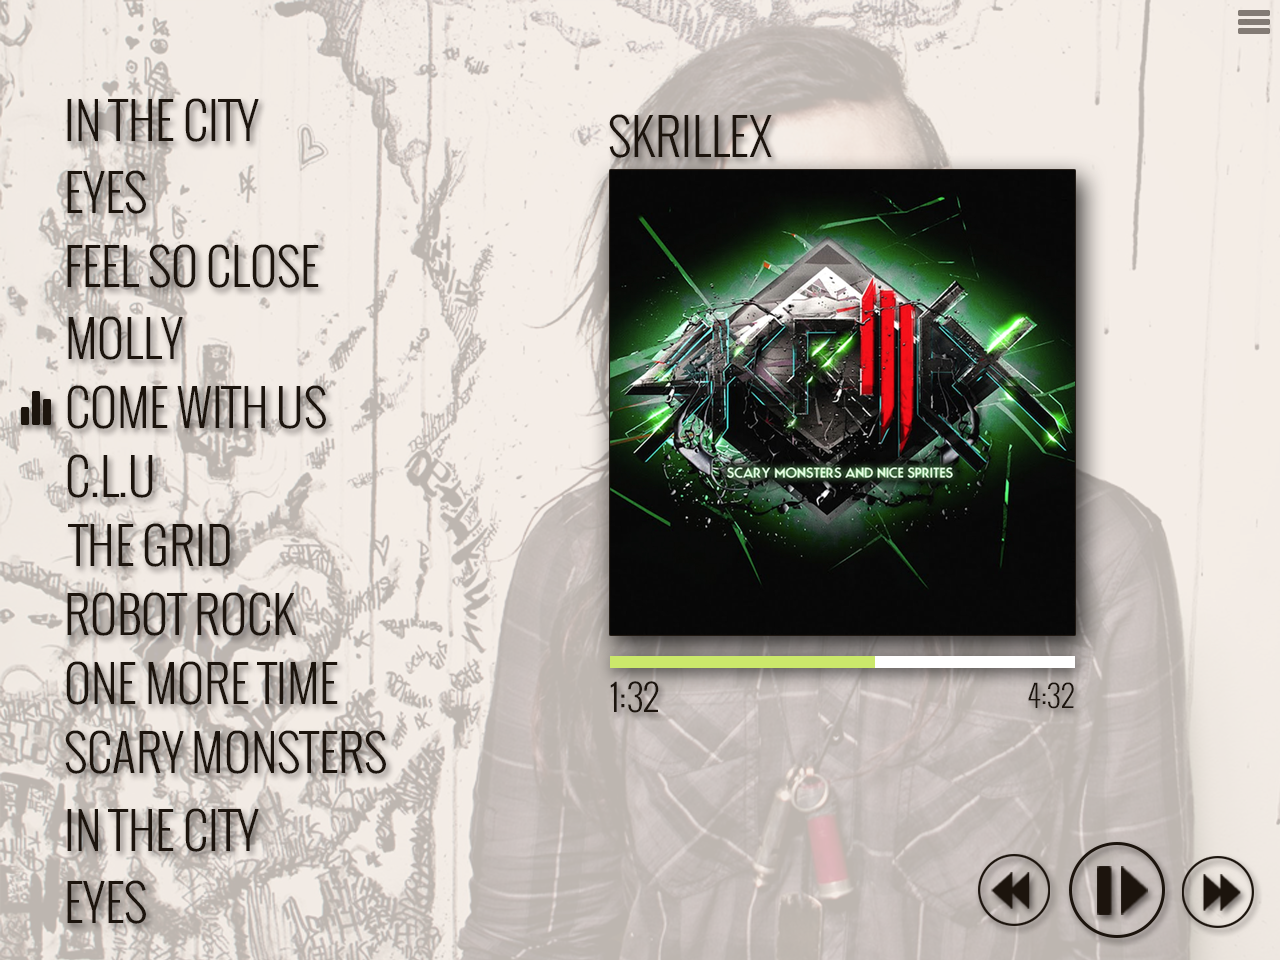 IN THE CITY
EYES
FEEL SO CLOSE
MOLLY
COME WITH US
C.L.U
THE GRID
ROBOT ROCK
ONE MORE TIME
SCARY MONSTERS
IN THE CITY
EYES
SKRILLEX
SCARY MONSTERS AND NICE SPRITES
1:32
4:32